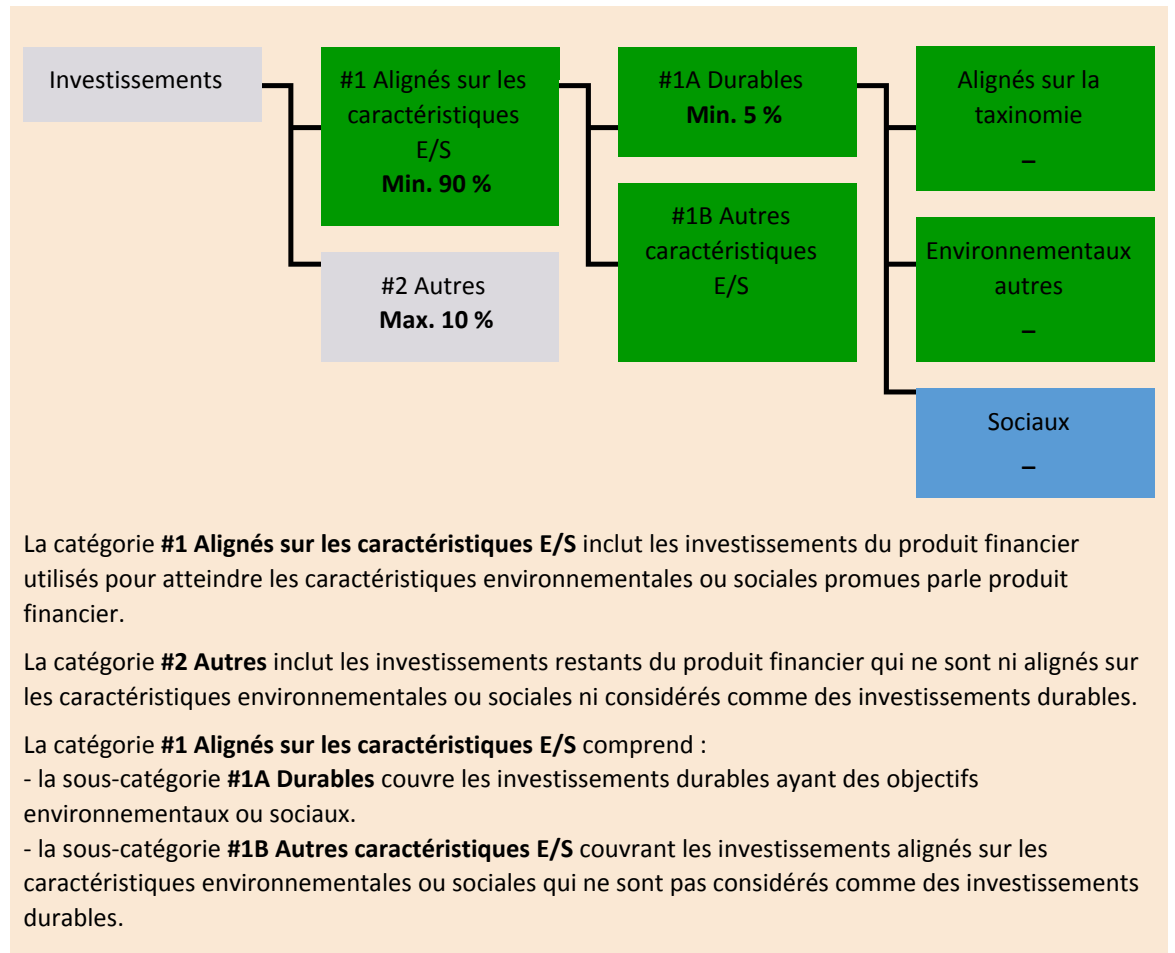 Investissements
#1 Alignés sur les
caractéristiques
E/S
Min. 90 %
#2 Autres
Max. 10 %
#1A Durables
Min. 5 %
#1B Autres
caractéristiques
E/S
Alignés sur la
taxinomie
–
Environnementaux
autres
–
Sociaux
–
La catégorie #1 Alignés sur les caractéristiques E/S inclut les investissements du produit financier
utilisés pour atteindre les caractéristiques environnementales ou sociales promues parle produit
financier.
La catégorie #2 Autres inclut les investissements restants du produit financier qui ne sont ni alignés sur
les caractéristiques environnementales ou sociales ni considérés comme des investissements durables.
La catégorie #1 Alignés sur les caractéristiques E/S comprend :
- la sous-catégorie #1A Durables couvre les investissements durables ayant des objectifs
environnementaux ou sociaux.
- la sous-catégorie #1B Autres caractéristiques E/S couvrant les investissements alignés sur les
caractéristiques environnementales ou sociales qui ne sont pas considérés comme des investissements
durables.